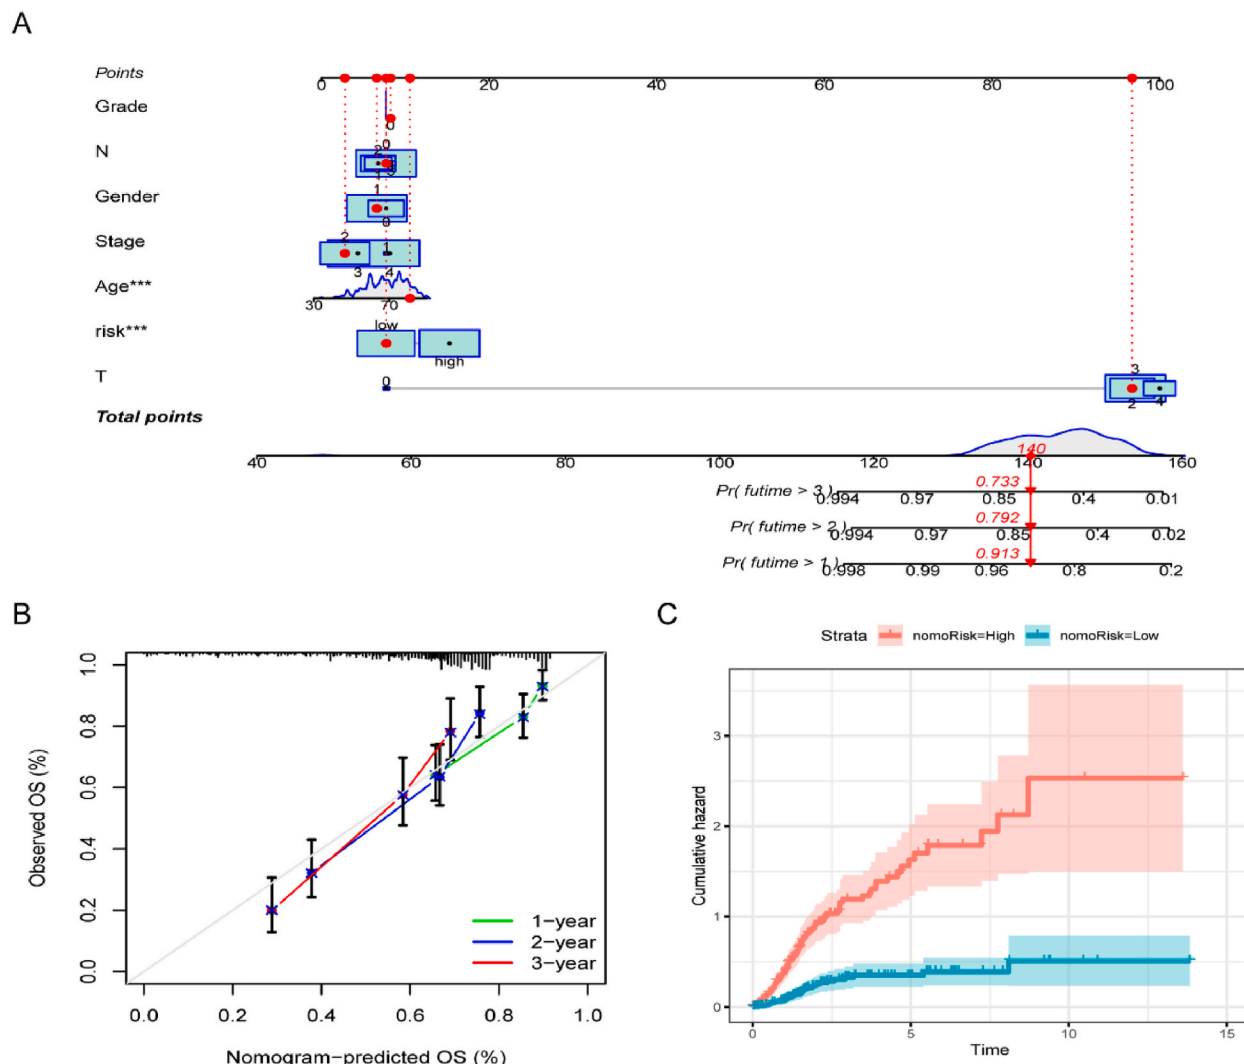 A
Points
0 20 40 60 80 100
Grade
0
0
N
2
1 3
Gender
1
0
Stage
2
1
3 4
Age***
30 70
risk***
low
high
T
0
3
2 4
Total points
140
40 60 80 100 120 140 160
Pr( futime > 3 )
0.733
0.994 0.97 0.85 0.4 0.01
Pr( futime > 2 )
0.792
0.994 0.97 0.85 0.4 0.02
Pr( futime > 1 )
0.913
0.998 0.99 0.96 0.8 0.2
B
Observed OS (%)
1.0
0.8
0.6
0.4
0.2
0.0
1-year
2-year
3-year
0.0 0.2 0.4 0.6 0.8 1.0
Nomogram-predicted OS (%)
C
Strata nomoRisk=High nomoRisk=Low
Cumulative hazard
3
2
1
0
0 5 10 15
Time